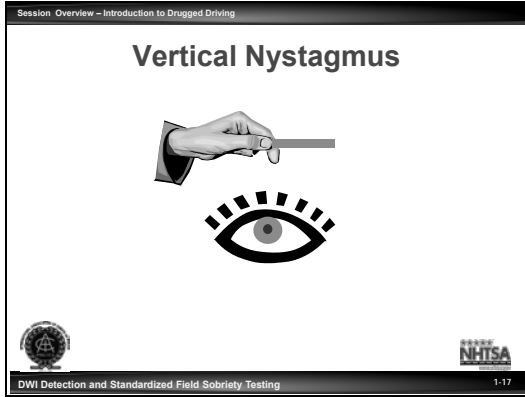 Session Overview – Introduction to Drugged Driving
Vertical Nystagmus
NHTSA
DWI Detection and Standardized Field Sobriety Testing
1-17